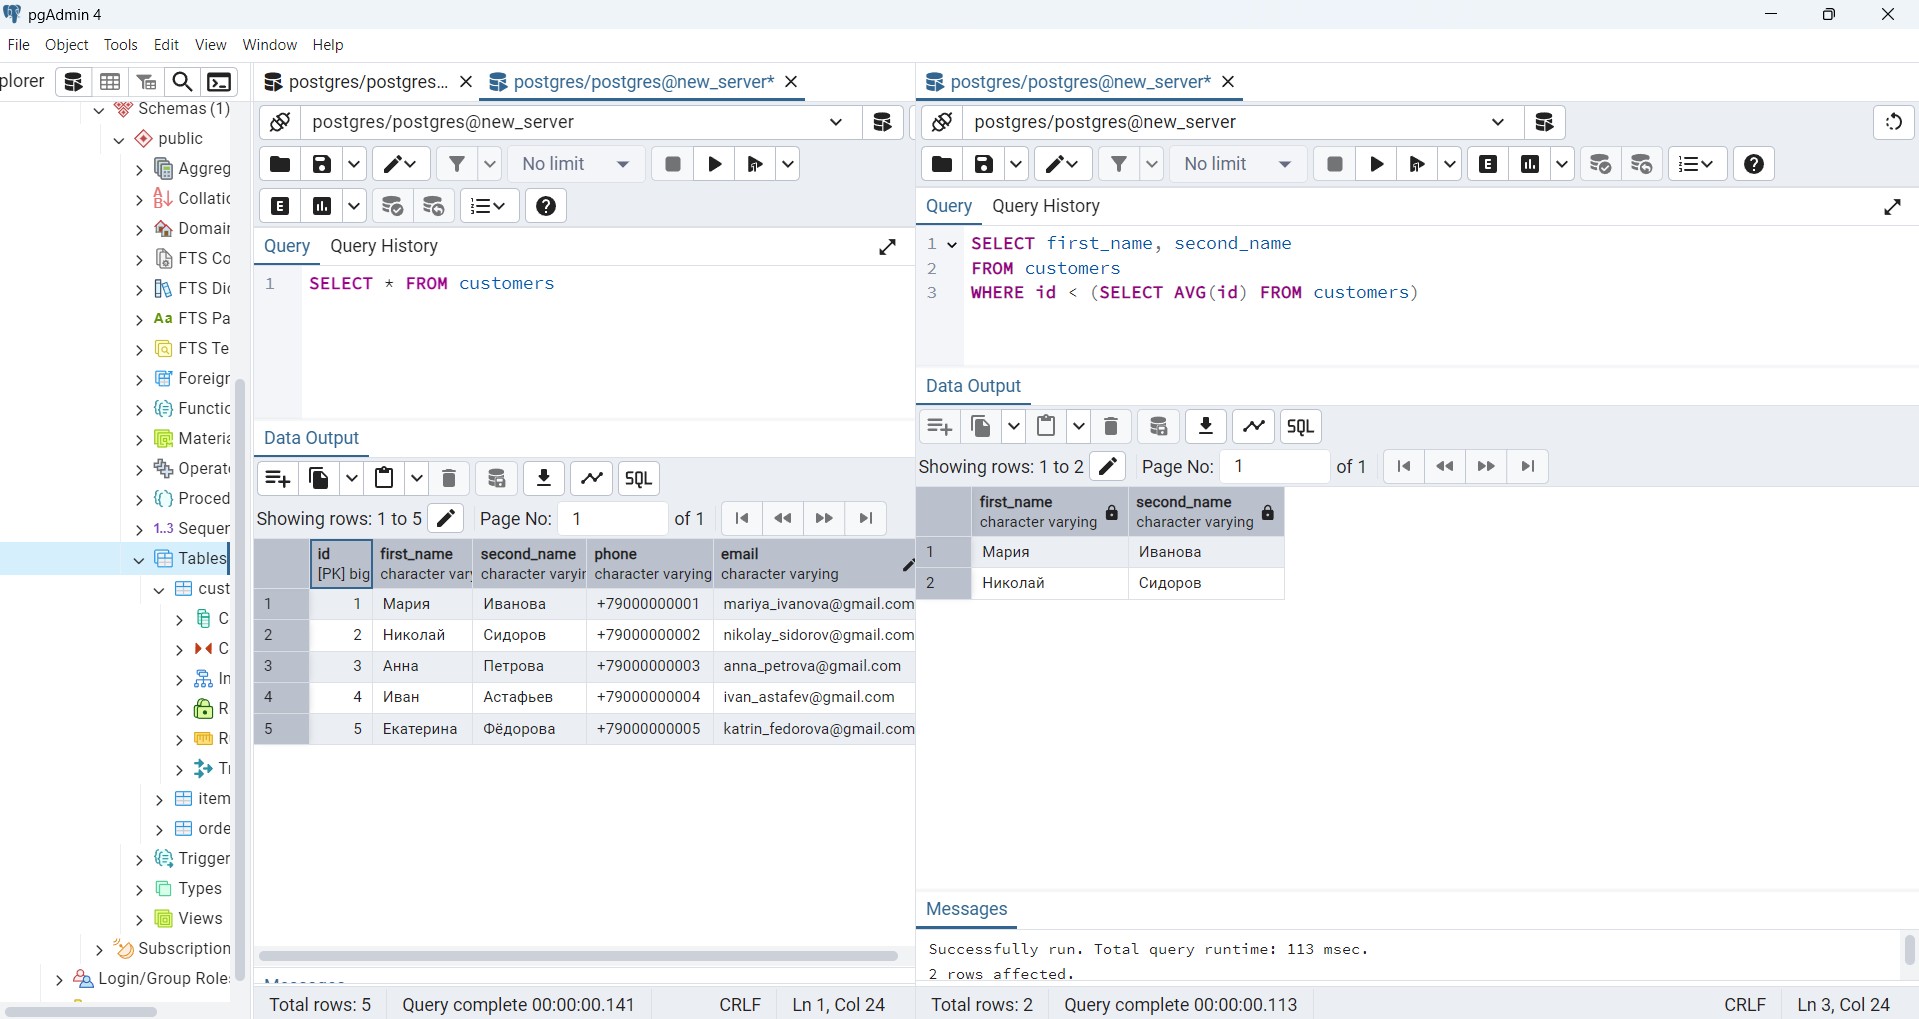 pgAdmin 4
File Object Tools Edit View Window Help
plorer
Schemas (1)
public
Aggreg
Collatic
Domair
FTS Co
FTS Dic
FTS Pa
FTS Te
Foreigr
Functic
Materia
Operat
Proced
1..3 Sequer
Tables
cust
C
C
In
R
R
Tr
item
orde
Trigger
Types
Views
Subscription
Login/Group Role
postgres/postgres... postgres/postgres@new_server*
postgres/postgres@new_server
No limit
Query Query History
1 SELECT * FROM customers
Data Output
SQL
Showing rows: 1 to 5 Page No: 1 of 1
id first_name second_name phone email
[PK] big character vary character varyin character varying character varying
1 1 Мария Иванова +79000000001 mariya_ivanova@gmail.com
2 2 Николай Сидоров +79000000002 nikolay_sidorov@gmail.com
3 3 Анна Петрова +79000000003 anna_petrova@gmail.com
4 4 Иван Астафьев +79000000004 ivan_astafev@gmail.com
5 5 Екатерина Фёдорова +79000000005 katrin_fedorova@gmail.com
Total rows: 5 Query complete 00:00:00.141 CRLF Ln 1, Col 24
postgres/postgres@new_server*
postgres/postgres@new_server
No limit
Query Query History
1 SELECT first_name, second_name
2 FROM customers
3 WHERE id < (SELECT AVG(id) FROM customers)
Data Output
SQL
Showing rows: 1 to 2 Page No: 1 of 1
first_name second_name
character varying character varying
1 Мария Иванова
2 Николай Сидоров
Messages
Successfully run. Total query runtime: 113 msec.
2 rows affected.
Total rows: 2 Query complete 00:00:00.113 CRLF Ln 3, Col 24